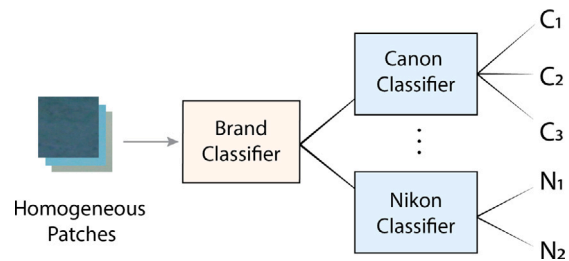 Homogeneous
Patches
Brand
Classifier
Canon
Classifier
Nikon
Classifier
C1
C2
C3
N1
N2